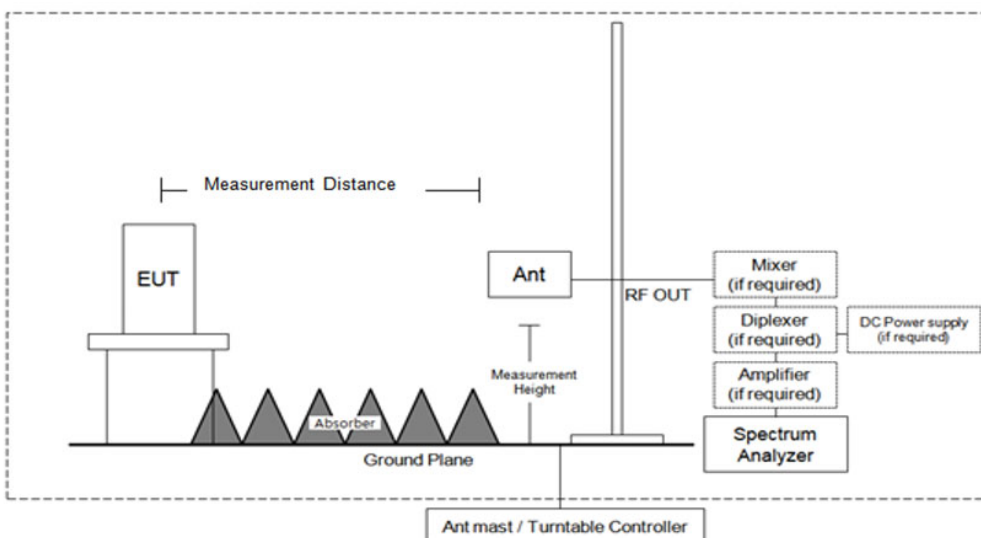 Measurement Distance
EUT
Ant
RF OUT
Mixer
(if required)
Diplexer
(if required)
DC Power supply
(if required)
Measurement
Height
Amplifier
(if required)
Absorber
Spectrum
Analyzer
Ground Plane
Ant mast / Turntable Controller